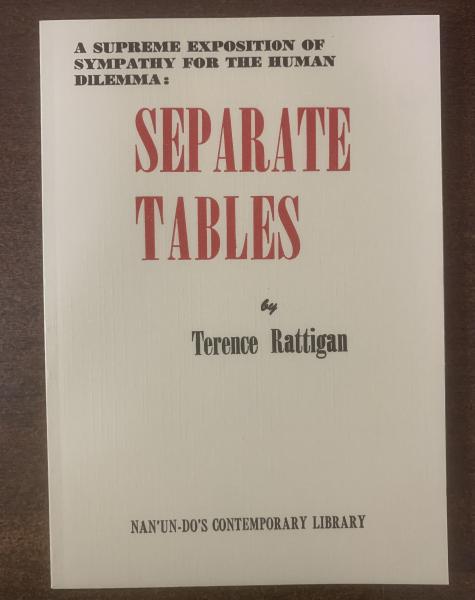 A SUPREME EXPOSITION OF
SYMPATHY FOR THE HUMAN
DILEMMA:
SEPARATE
TABLES
by
Terence Rattigan
NAN'UN-DO'S CONTEMPORARY LIBRARY